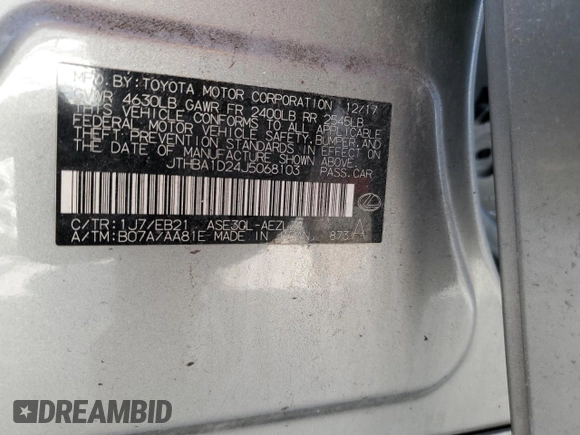 MFD. BY: TOYOTA MOTOR CORPORATION 12/17
GVWR 4630LB GAWR FR 2400LB RR 2545LB
THIS VEHICLE CONFORMS TO ALL APPLICABLE
FEDERAL MOTOR VEHICLE SAFETY, BUMPER, AND
THEFT PREVENTION STANDARDS IN EFFECT ON
THE DATE OF MANUFACTURE SHOWN ABOVE.
JTHBA1D24J5068103 PASS.CAR
C/TR:1J7/EB21 ASE30L-AEZL
A/TM:B07A/AA81E MADE IN 873 A
DREAMBID